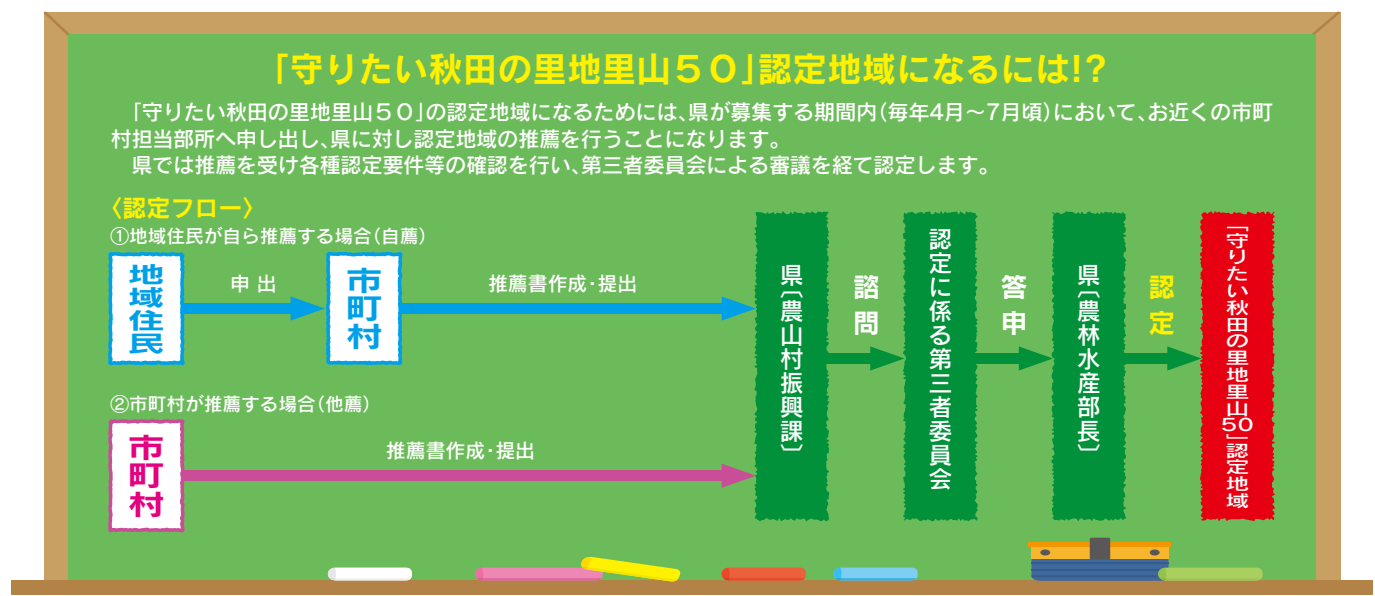 「守りたい秋田の里地里山５０」認定地域になるには!?
「守りたい秋田の里地里山５０」の認定地域になるためには、県が募集する期間内（毎年4月～7月頃）において、お近くの市町
村担当部所へ申し出し、県に対し認定地域の推薦を行うことになります。
県では推薦を受け各種認定要件等の確認を行い、第三者委員会による審議を経て認定します。
〈認定フロー〉
①地域住民が自ら推薦する場合（自薦）
地域住民
申 出
市町村
推薦書作成・提出
②市町村が推薦する場合（他薦）
市町村
推薦書作成・提出
県〔農山村振興課〕
諮問
認定に係る第三者委員会
答申
県〔農林水産部長〕
認定
「守りたい秋田の里地里山50」認定地域